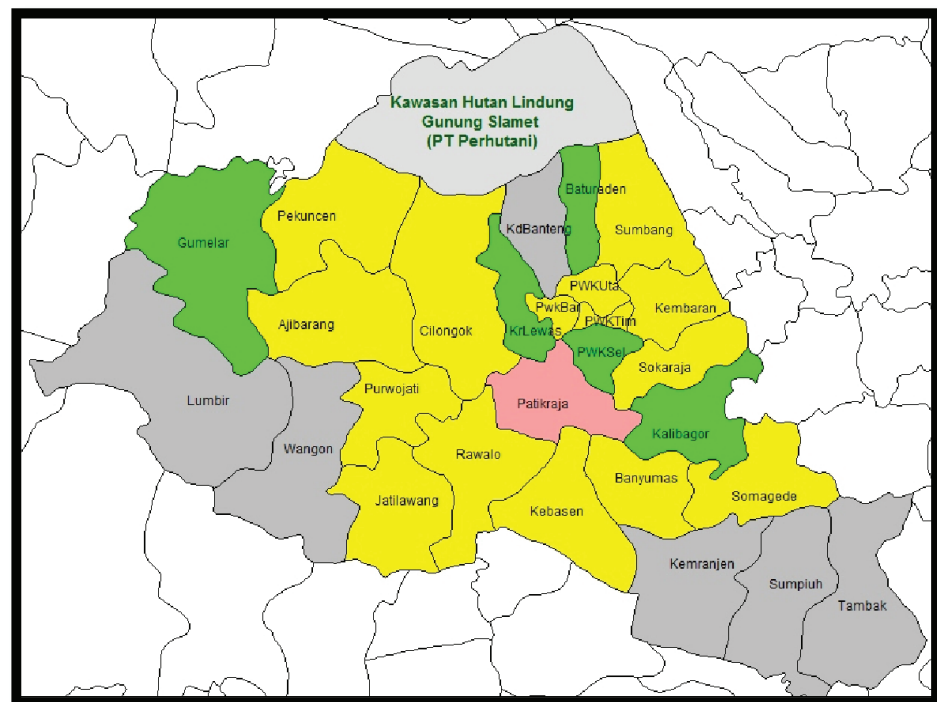 Kawasan Hutan Lindung
Gunung Slamet
(PT Perhutani)
Baturaden
Pekuncen
KdBanteng
Sumbang
Gumelar
PWKUta
PwkBar
Kembaran
PWKTim
Ajibarang
Cilongok
KrLewas
PWKSel
Sokaraja
Purwojati
Lumbir
Patikraja
Kalibagor
Wangon
Rawalo
Banyumas
Jatilawang
Somagede
Kebasen
Kemranjen
Sumpiuh
Tambak